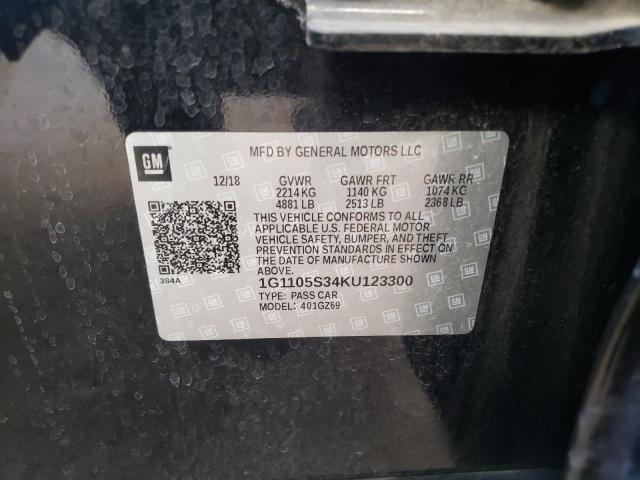 GM
MFD BY GENERAL MOTORS LLC
12/18 GVWR GAWR FRT GAWR RR
2214 KG 1140 KG 1074 KG
4881 LB 2513 LB 2368 LB
THIS VEHICLE CONFORMS TO ALL
APPLICABLE U.S. FEDERAL MOTOR
VEHICLE SAFETY, BUMPER, AND THEFT
PREVENTION STANDARDS IN EFFECT ON
THE DATE OF MANUFACTURE SHOWN
ABOVE.
384A
1G1105S34KU123300
TYPE: PASS CAR
MODEL: 401GZ69